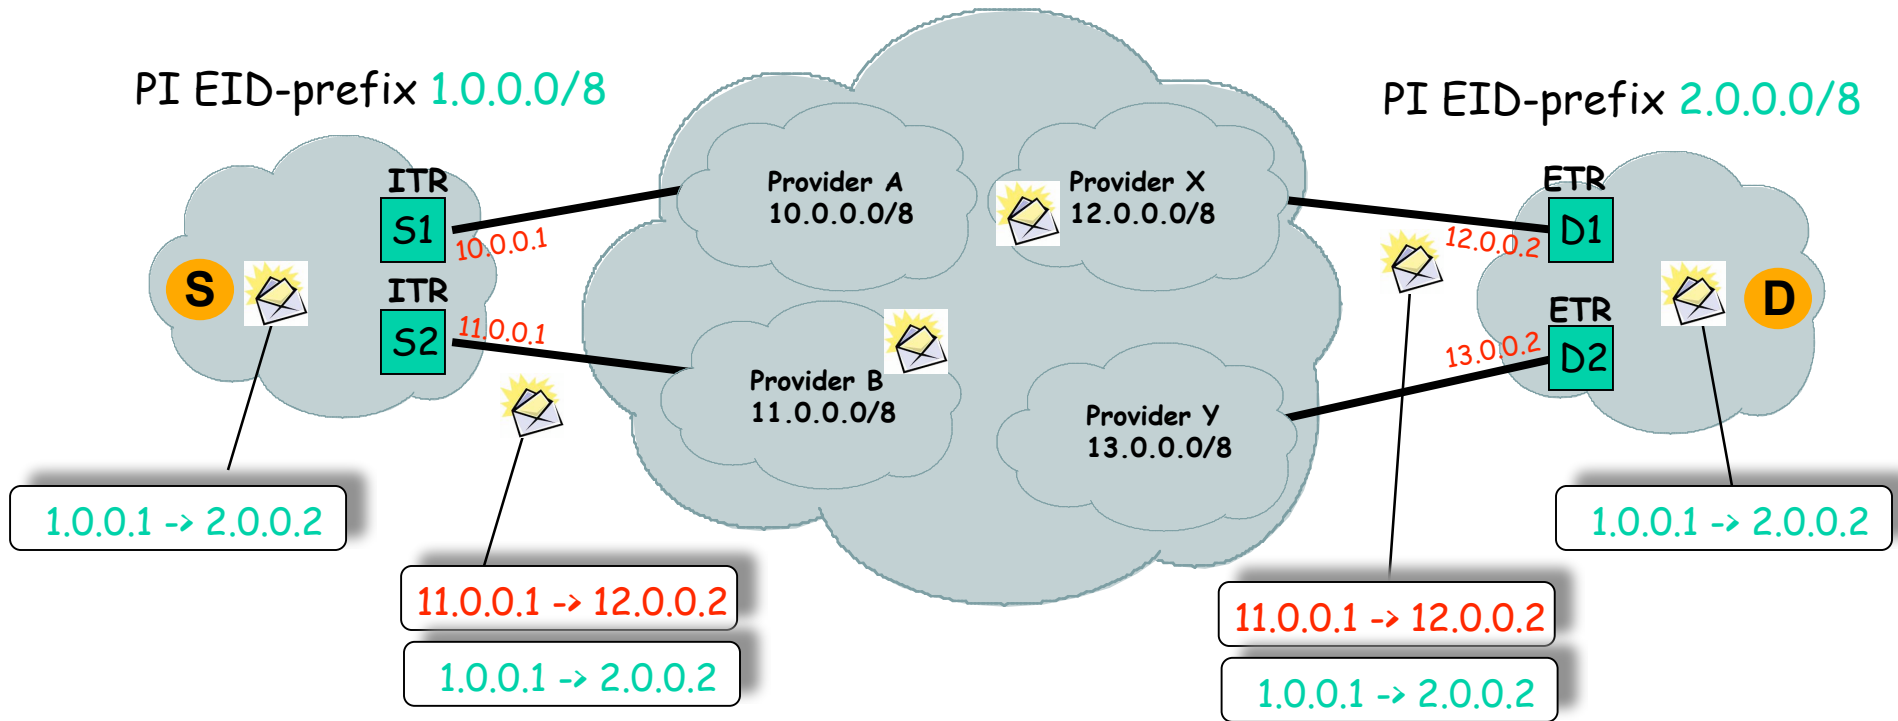 PI EID-prefix 1.0.0.0/8
PI EID-prefix 2.0.0.0/8
ITR
S1
10.0.0.1
ITR
S2
11.0.0.1
S
Provider A
10.0.0.0/8
Provider X
12.0.0.0/8
Provider B
11.0.0.0/8
Provider Y
13.0.0.0/8
ETR
D1
12.0.0.2
ETR
D2
13.0.0.2
D
1.0.0.1 -> 2.0.0.2
11.0.0.1 -> 12.0.0.2
1.0.0.1 -> 2.0.0.2
11.0.0.1 -> 12.0.0.2
1.0.0.1 -> 2.0.0.2
1.0.0.1 -> 2.0.0.2